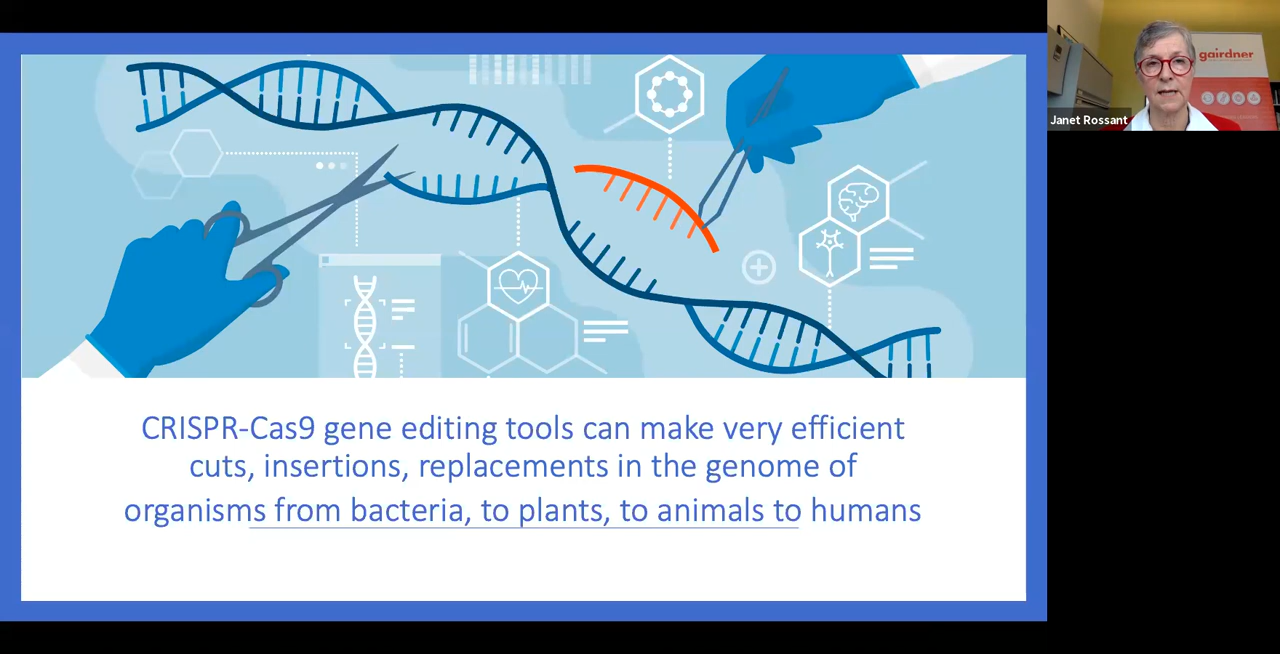 gairdner
Janet Rossant
CRISPR-Cas9 gene editing tools can make very efficient
cuts, insertions, replacements in the genome of
organisms from bacteria, to plants, to animals to humans